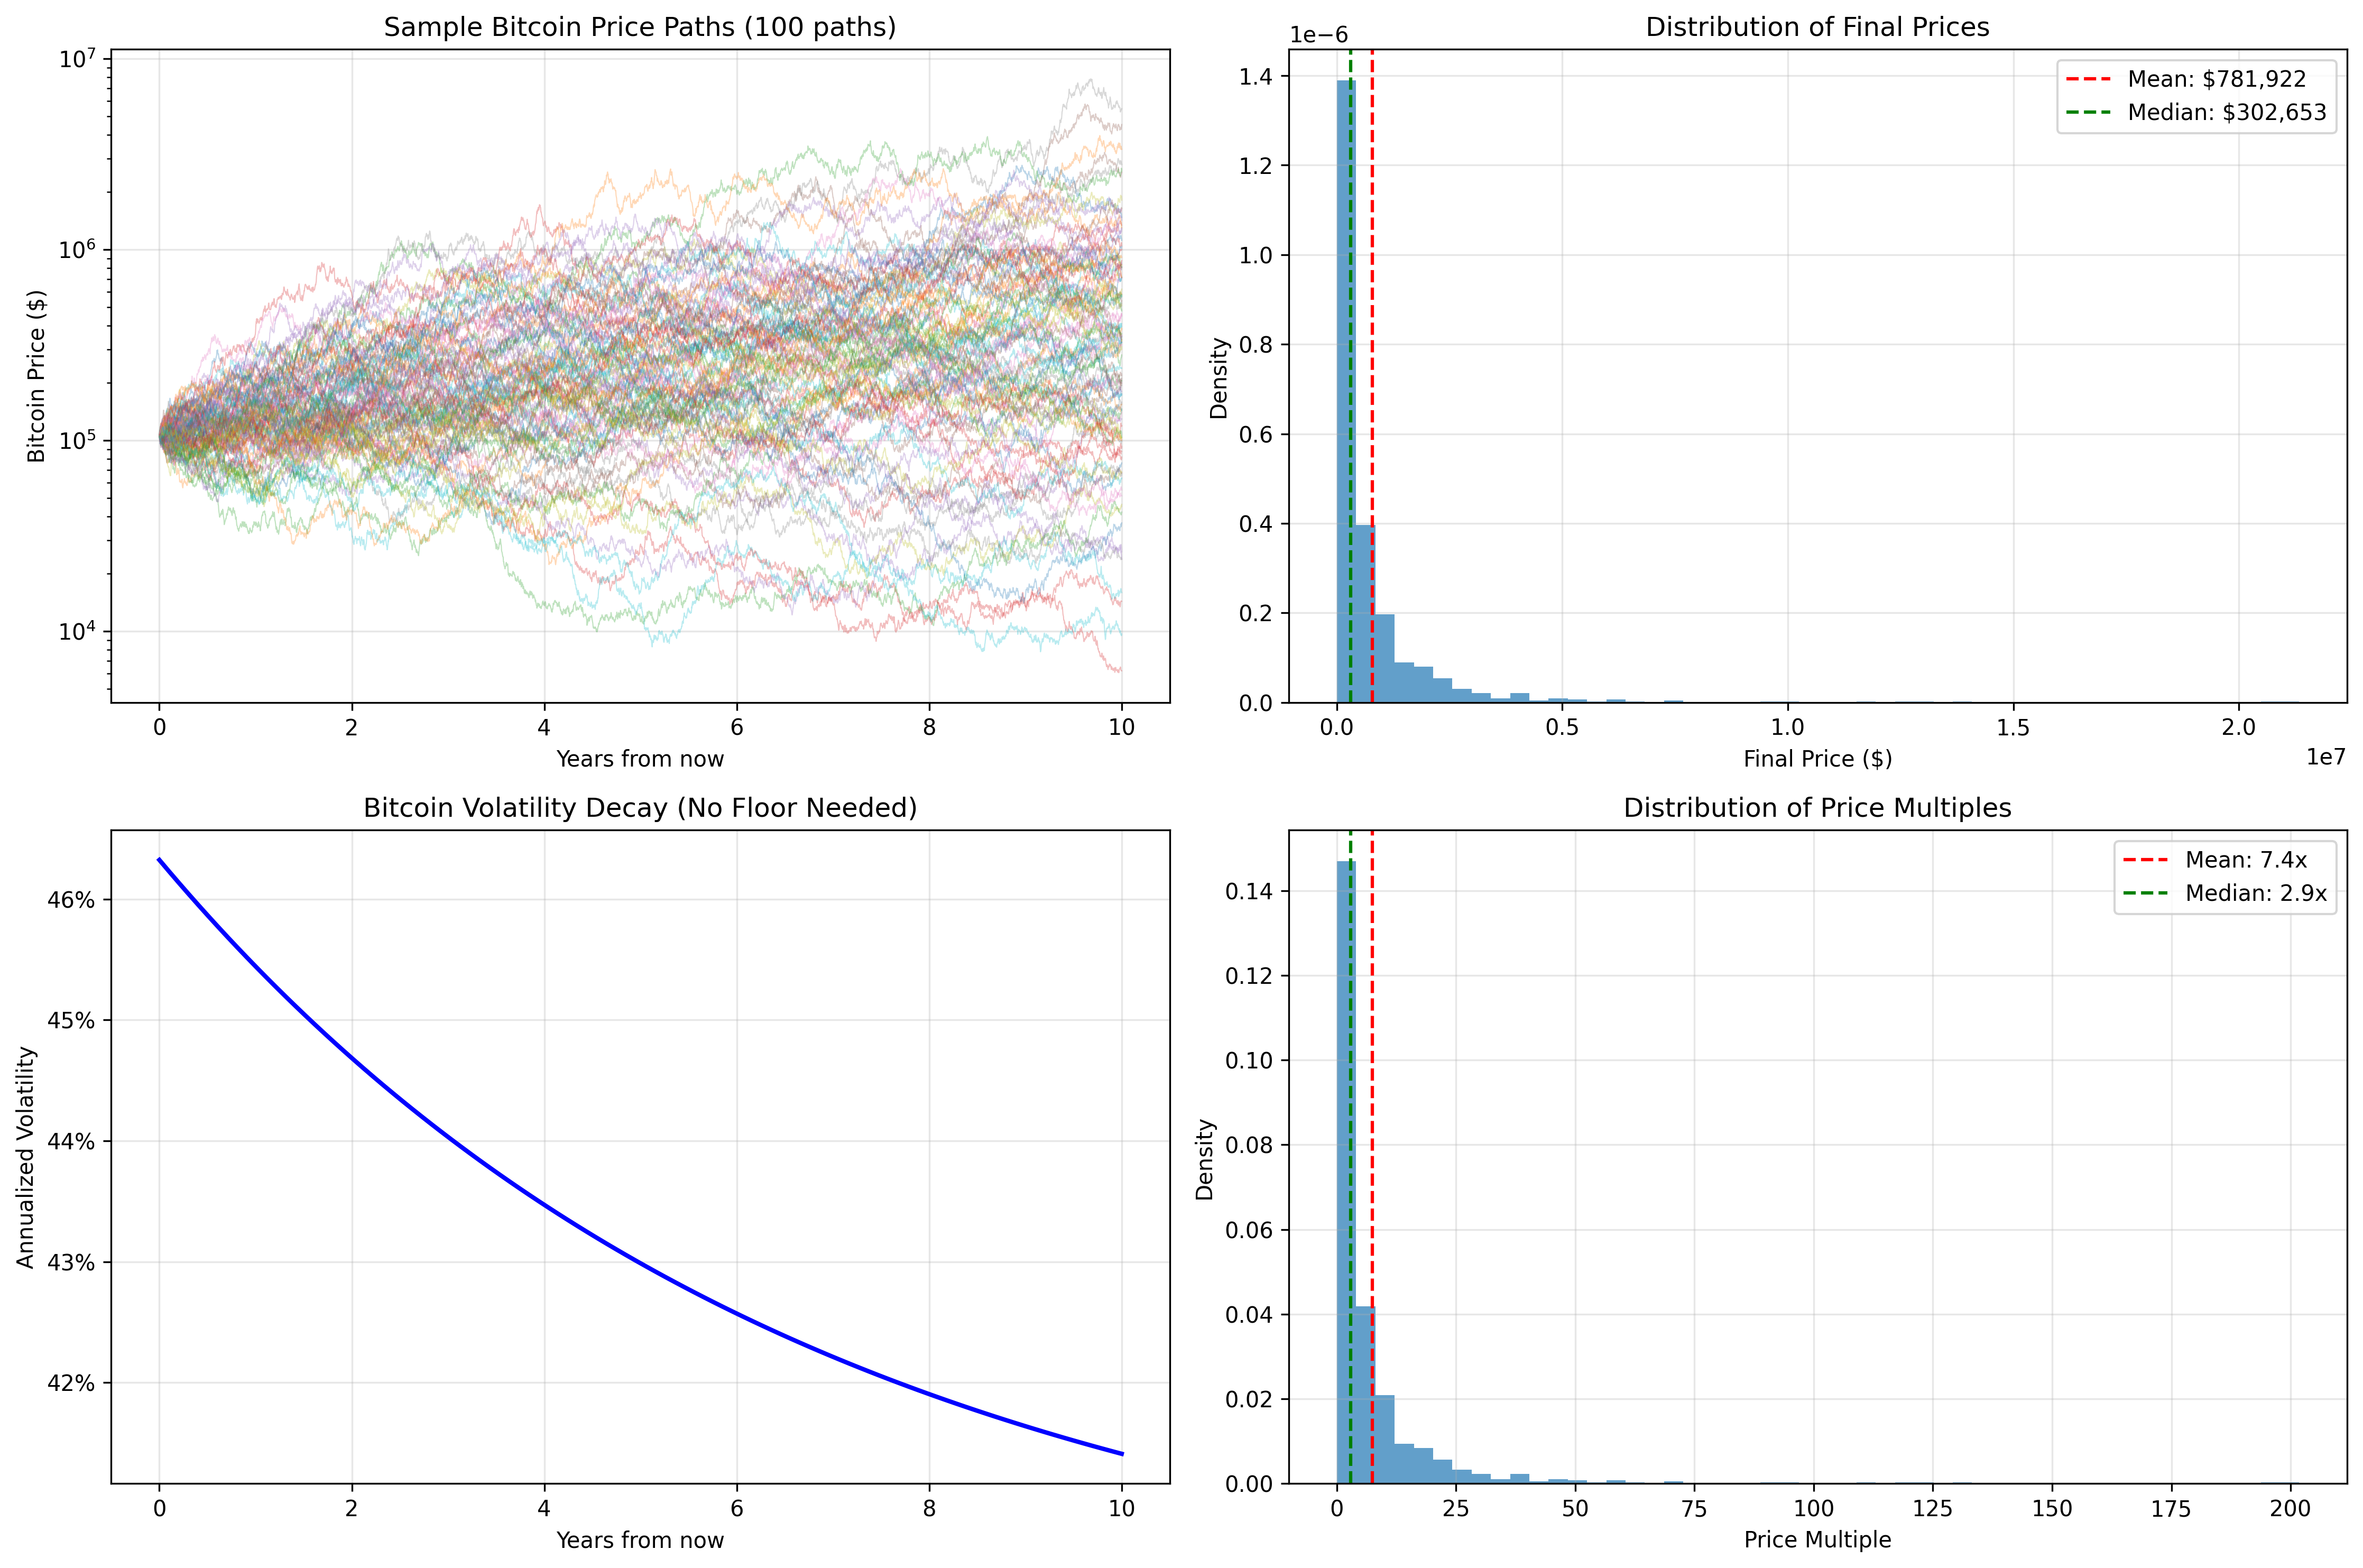 Sample Bitcoin Price Paths (100 paths)
10^7
10^6
10^5
10^4
Bitcoin Price ($)
0 2 4 6 8 10
Years from now
Distribution of Final Prices
1e−6
Mean: $781,922
Median: $302,653
1.4
1.2
1.0
0.8
0.6
0.4
0.2
0.0
Density
0.0 0.5 1.0 1.5 2.0
1e7
Final Price ($)
Bitcoin Volatility Decay (No Floor Needed)
46%
45%
44%
43%
42%
Annualized Volatility
0 2 4 6 8 10
Years from now
Distribution of Price Multiples
Mean: 7.4x
Median: 2.9x
0.14
0.12
0.10
0.08
0.06
0.04
0.02
0.00
Density
0 25 50 75 100 125 150 175 200
Price Multiple